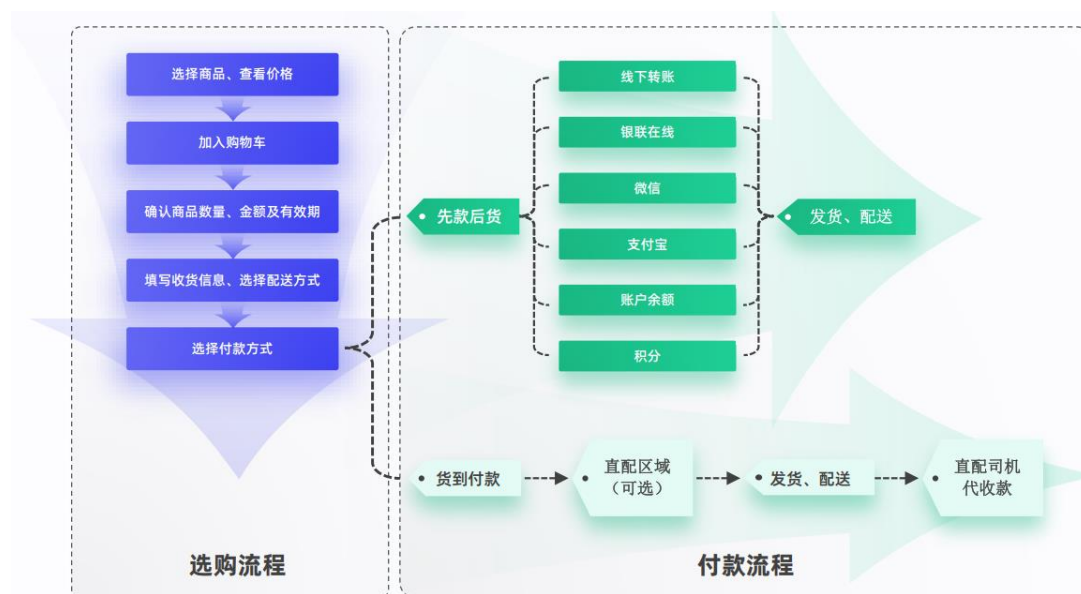 选择商品、查看价格
加入购物车
确认商品数量、金额及有效期
填写收货信息、选择配送方式
选择付款方式
选购流程
先款后货
线下转账
银联在线
微信
支付宝
账户余额
积分
发货、配送
货到付款
直配区域
（可选）
发货、配送
直配司机
代收款
付款流程